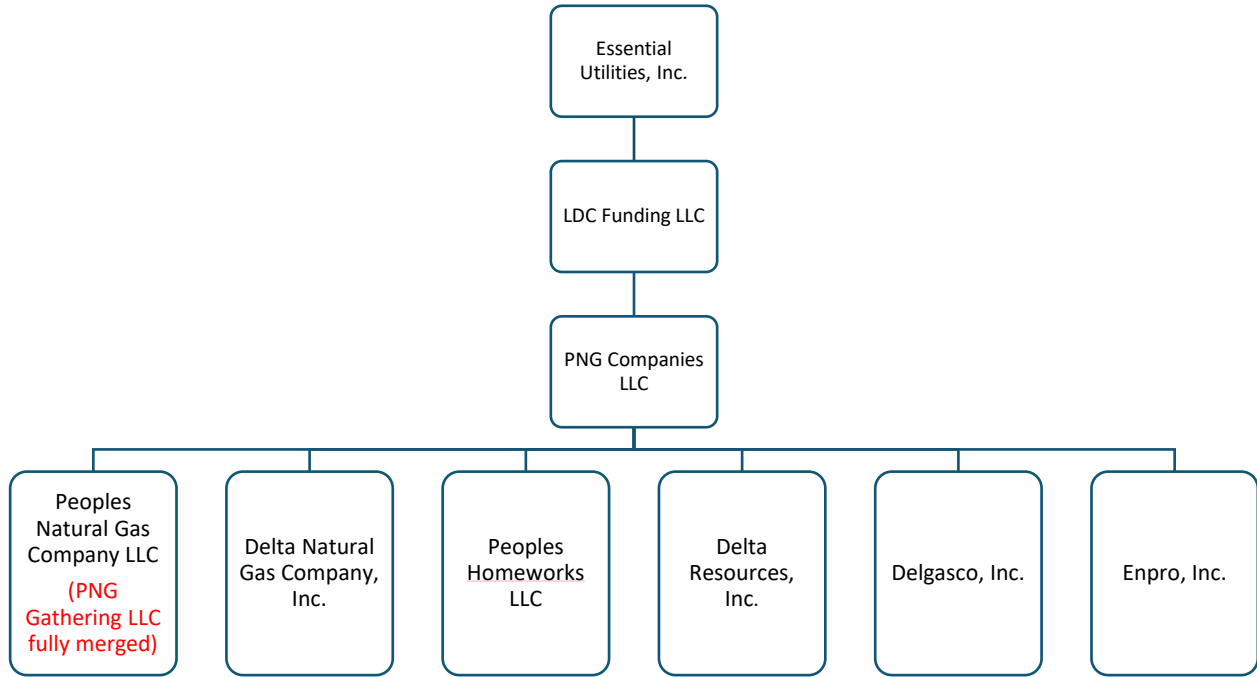 Essential
Utilities, Inc.
LDC Funding LLC
PNG Companies
LLC
Peoples
Natural Gas
Company LLC
(PNG
Gathering LLC
fully merged)
Delta Natural
Gas Company,
Inc.
Peoples
Homeworks
LLC
Delta
Resources,
Inc.
Delgasco, Inc.
Enpro, Inc.